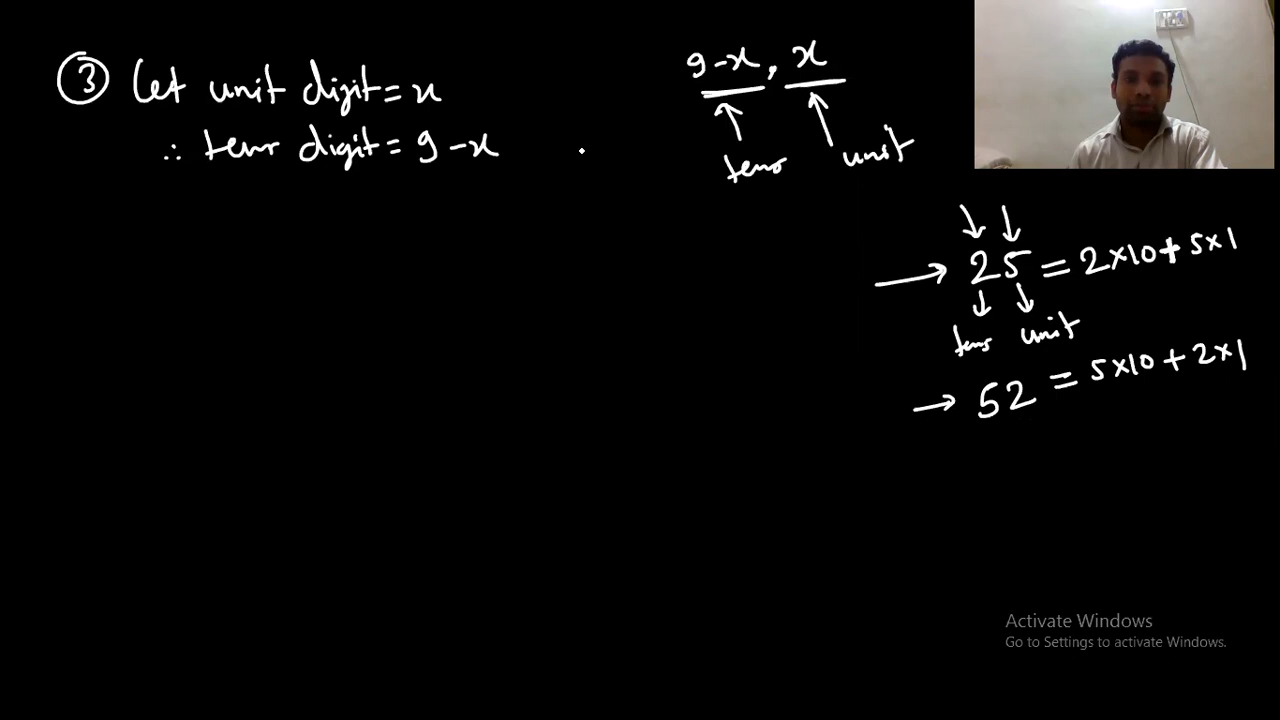 ③ Let unit digit = x
∴ tens digit = 9 - x
9-x, x
tens unit
25 = 2×10 + 5×1
tens unit
52 = 5×10 + 2×1
Activate Windows
Go to Settings to activate Windows.